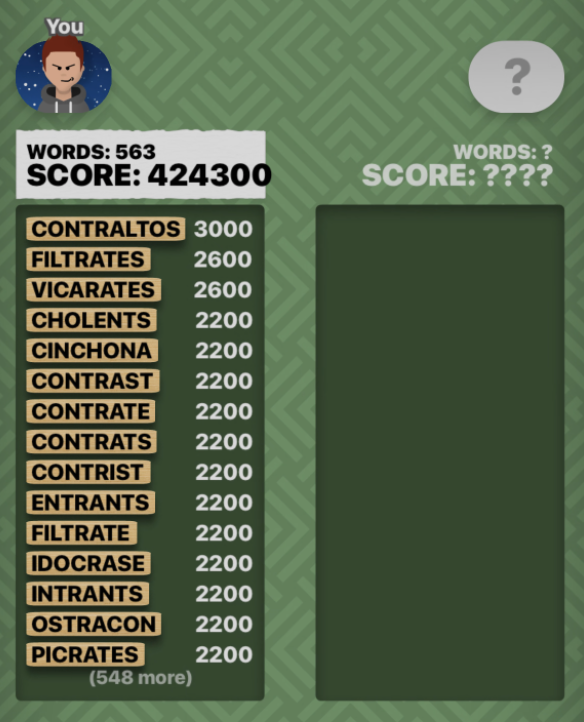 You
?
WORDS: 563
SCORE: 424300
WORDS: ?
SCORE: ????
CONTRALTOS 3000
FILTRATES 2600
VICARATES 2600
CHOLENTS 2200
CINCHONA 2200
CONTRAST 2200
CONTRATE 2200
CONTRATS 2200
CONTRIST 2200
ENTRANTS 2200
FILTRATE 2200
IDOCRASE 2200
INTRANTS 2200
OSTRACON 2200
PICRATES 2200
(548 more)